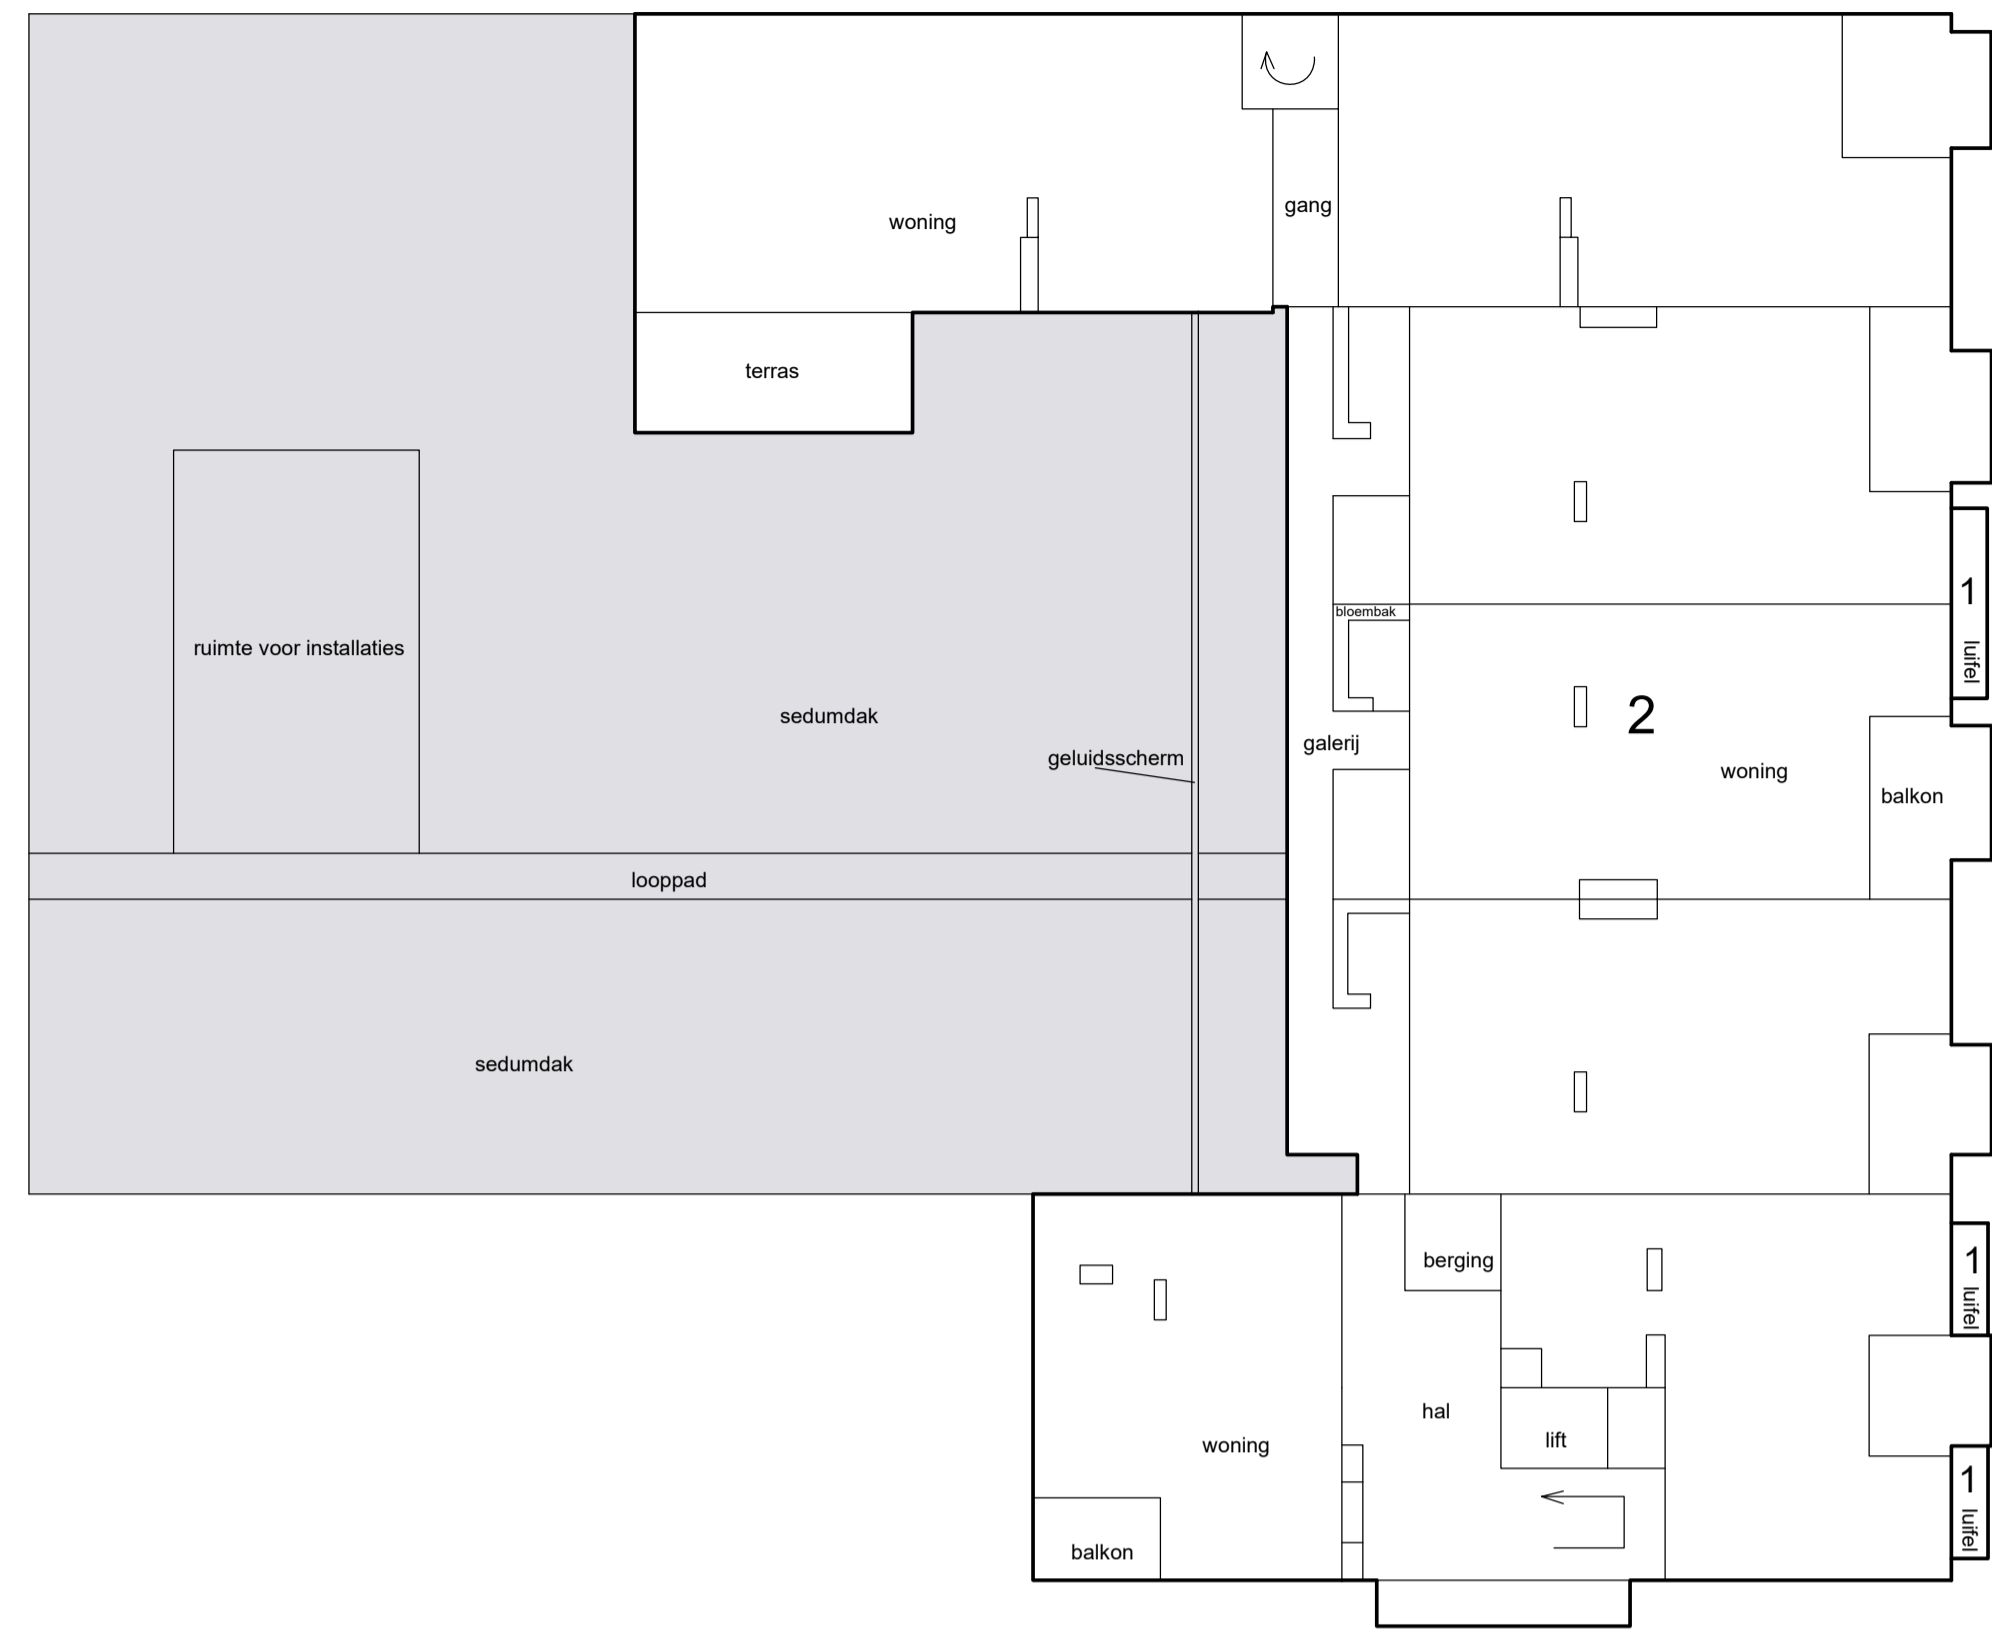 gang
woning
terras
bloembak
1
luifel
ruimte voor installaties
sedumdak
2
geluidsscherm
galerij
woning
balkon
looppad
sedumdak
berging
1
luifel
hal
lift
woning
1
luifel
balkon